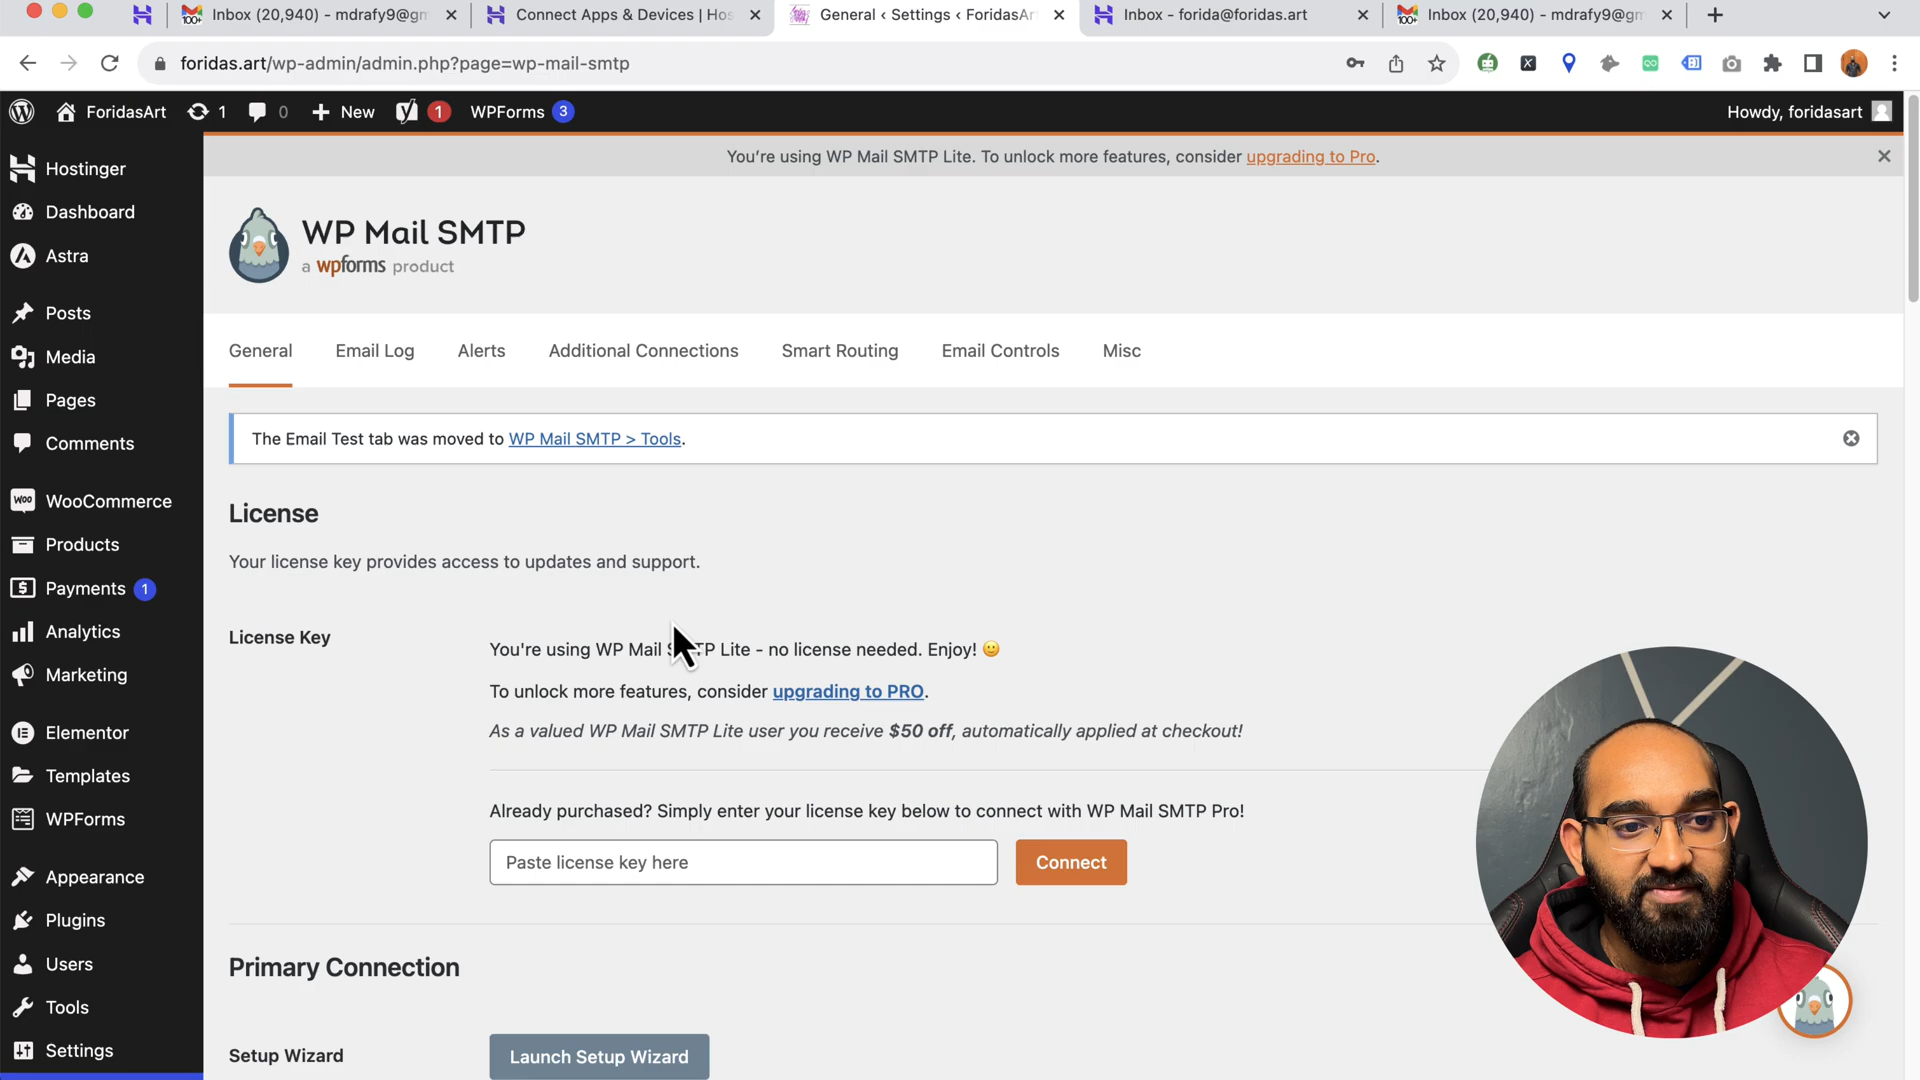 Inbox (20,940) - mdrafy9@gm
Connect Apps & Devices | Hos
General ‹ Settings ‹ ForidasAr
Inbox - forida@foridas.art
Inbox (20,940) - mdrafy9@gm
foridas.art/wp-admin/admin.php?page=wp-mail-smtp
ForidasArt
1
0
New
1
WPForms
3
Howdy, foridasart
Hostinger
Dashboard
Astra
Posts
Media
Pages
Comments
WooCommerce
Products
Payments 1
Analytics
Marketing
Elementor
Templates
WPForms
Appearance
Plugins
Users
Tools
Settings
You're using WP Mail SMTP Lite. To unlock more features, consider upgrading to Pro.
WP Mail SMTP
a wpforms product
General
Email Log
Alerts
Additional Connections
Smart Routing
Email Controls
Misc
The Email Test tab was moved to WP Mail SMTP > Tools.
License
Your license key provides access to updates and support.
License Key
You're using WP Mail SMTP Lite - no license needed. Enjoy! 🙂
To unlock more features, consider upgrading to PRO.
As a valued WP Mail SMTP Lite user you receive $50 off, automatically applied at checkout!
Already purchased? Simply enter your license key below to connect with WP Mail SMTP Pro!
Paste license key here
Connect
Primary Connection
Setup Wizard
Launch Setup Wizard